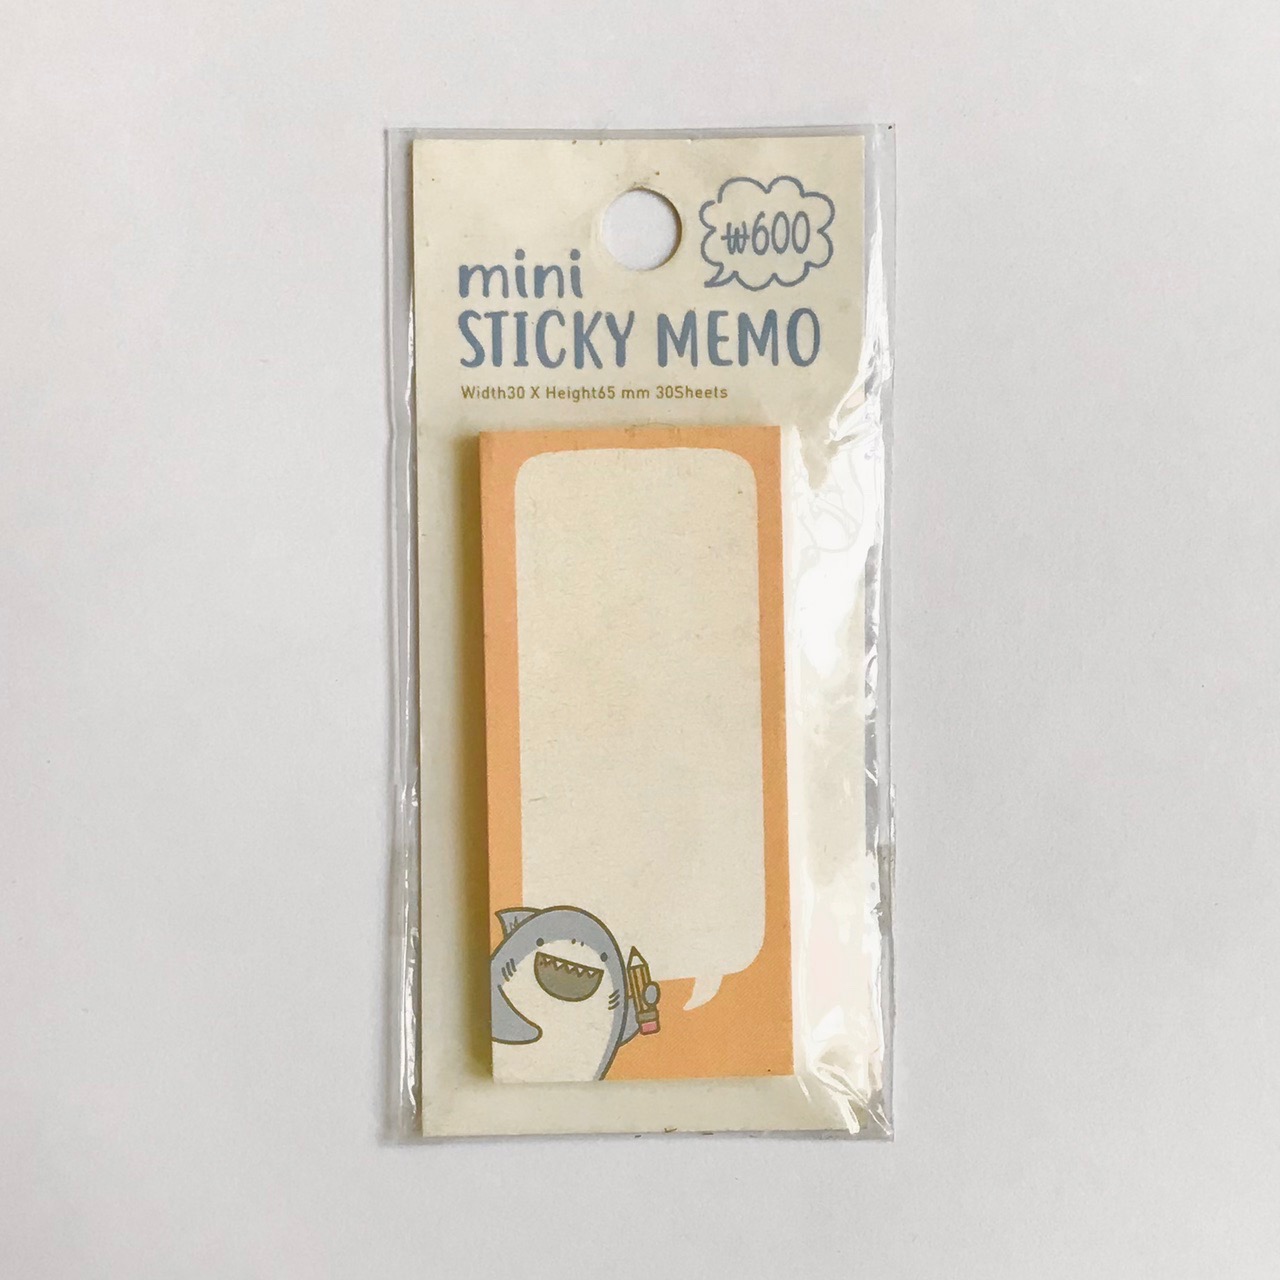 ₩600
mini
STICKY MEMO
Width30 X Height65 mm 30Sheets